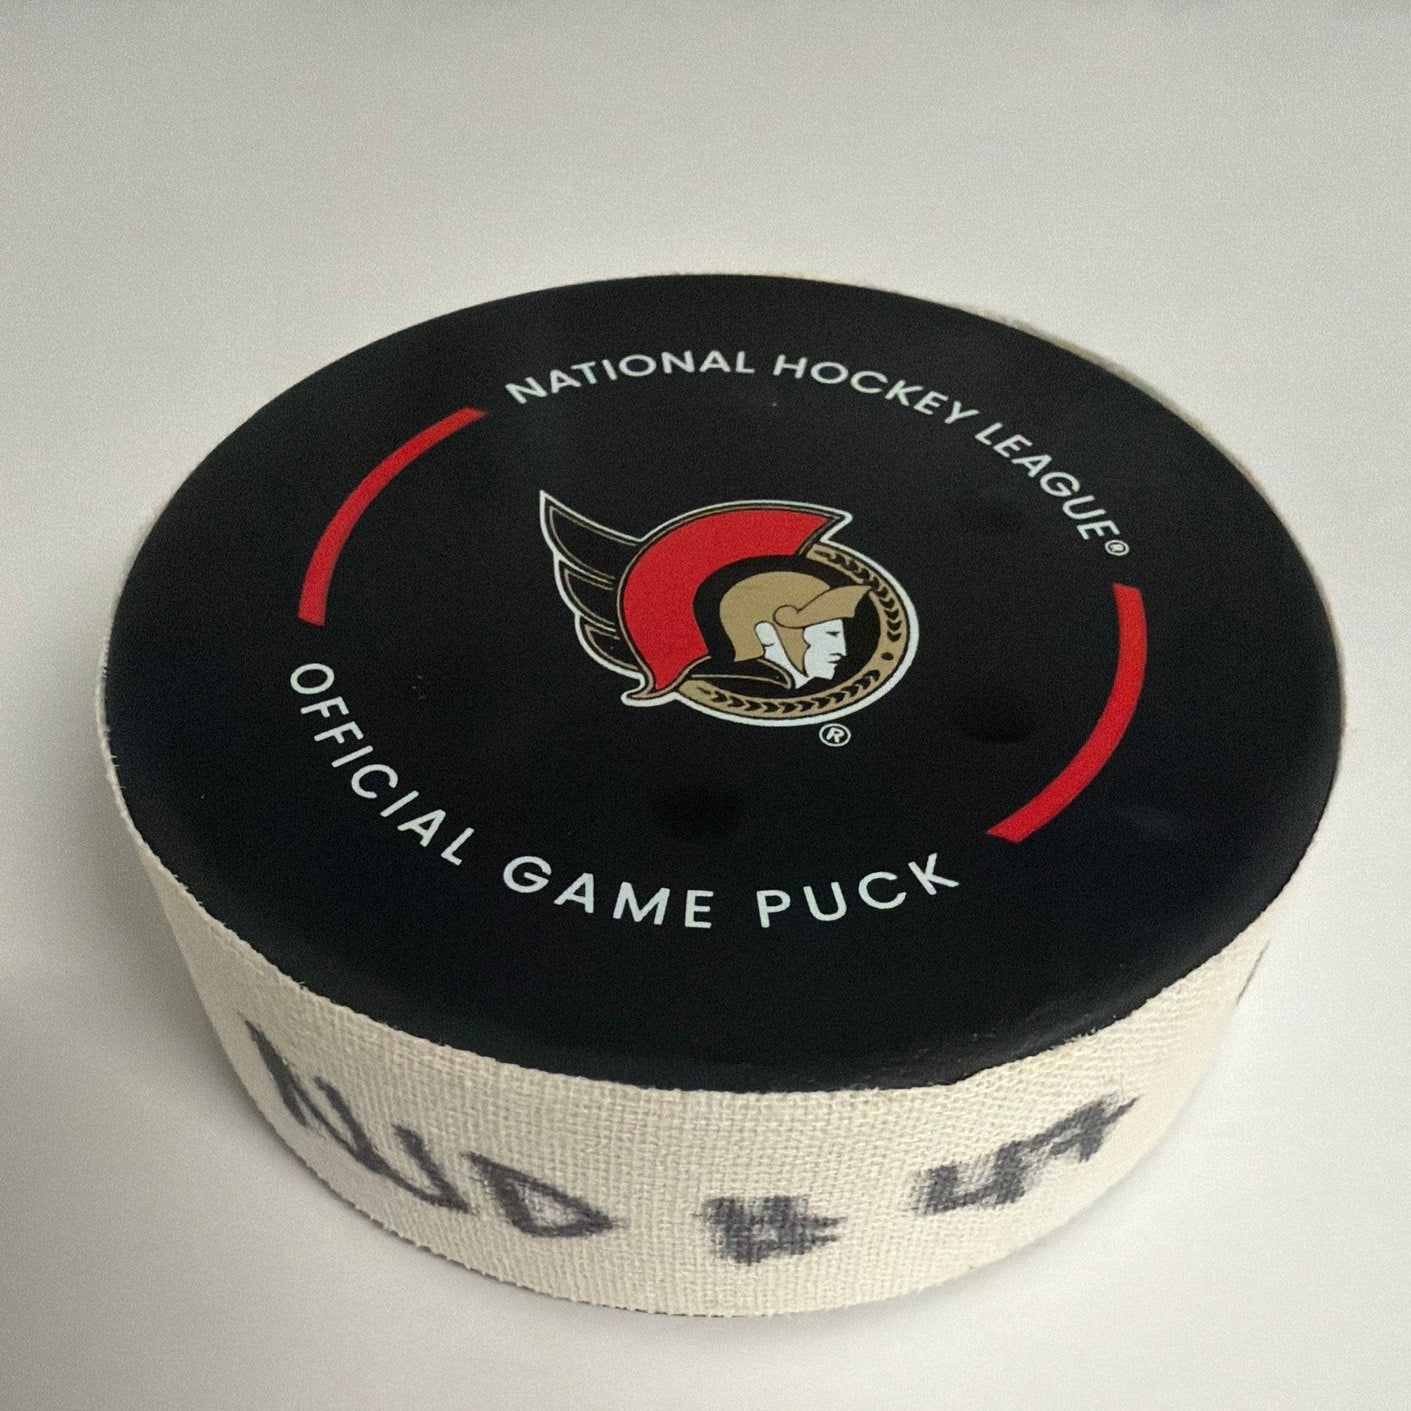 NATIONAL HOCKEY LEAGUE®
®
OFFICIAL GAME PUCK